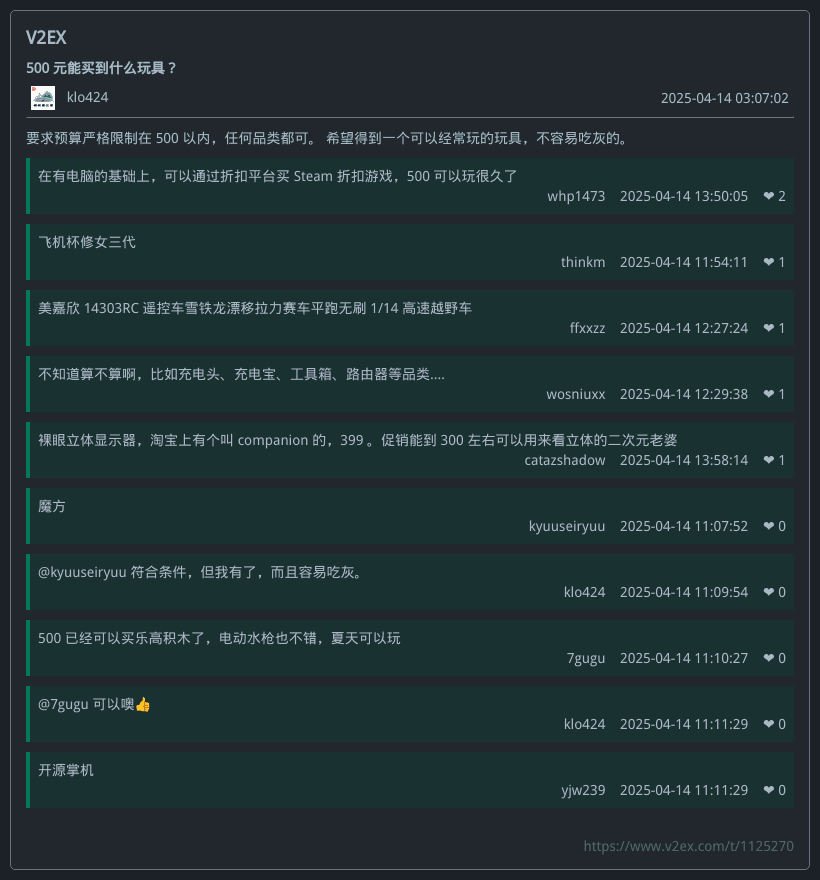 V2EX
500 元能买到什么玩具？
klo424 2025-04-14 03:07:02
要求预算严格限制在 500 以内，任何品类都可。 希望得到一个可以经常玩的玩具，不容易吃灰的。
在有电脑的基础上，可以通过折扣平台买 Steam 折扣游戏，500 可以玩很久了
whp1473 2025-04-14 13:50:05 ❤ 2
飞机杯修女三代
thinkm 2025-04-14 11:54:11 ❤ 1
美嘉欣 14303RC 遥控车雪铁龙漂移拉力赛车平跑无刷 1/14 高速越野车
ffxxzz 2025-04-14 12:27:24 ❤ 1
不知道算不算啊，比如充电头、充电宝、工具箱、路由器等品类....
wosniuxx 2025-04-14 12:29:38 ❤ 1
裸眼立体显示器，淘宝上有个叫 companion 的，399 。促销能到 300 左右可以用来看立体的二次元老婆
catazshadow 2025-04-14 13:58:14 ❤ 1
魔方
kyuuseiryuu 2025-04-14 11:07:52 ❤ 0
@kyuuseiryuu 符合条件，但我有了，而且容易吃灰。
klo424 2025-04-14 11:09:54 ❤ 0
500 已经可以买乐高积木了，电动水枪也不错，夏天可以玩
7gugu 2025-04-14 11:10:27 ❤ 0
@7gugu 可以噢👍
klo424 2025-04-14 11:11:29 ❤ 0
开源掌机
yjw239 2025-04-14 11:11:29 ❤ 0
https://www.v2ex.com/t/1125270